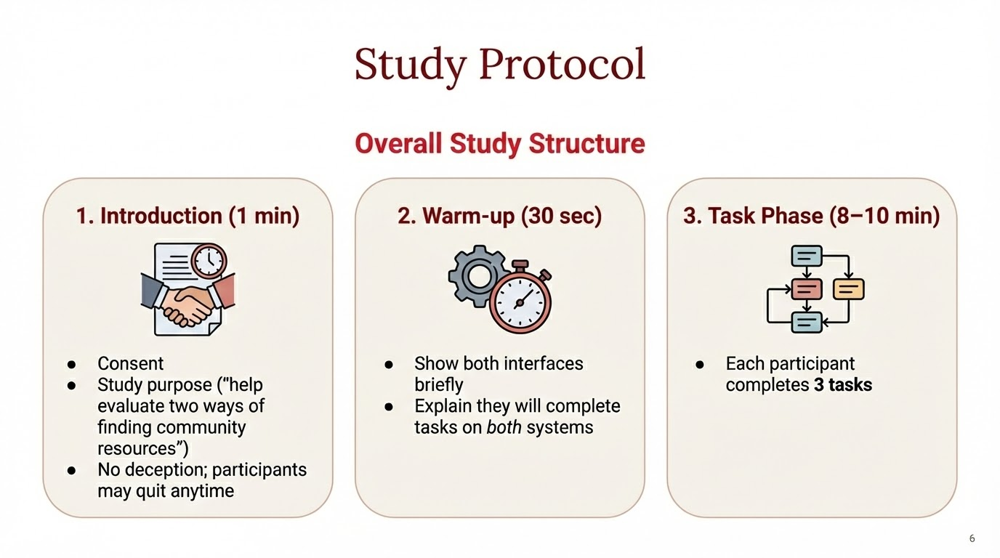 Study Protocol
Overall Study Structure
1. Introduction (1 min)
● Consent
● Study purpose (“help
evaluate two ways of
finding community
resources”)
● No deception; participants
may quit anytime
2. Warm-up (30 sec)
● Show both interfaces
briefly
● Explain they will complete
tasks on both systems
3. Task Phase (8–10 min)
● Each participant
completes 3 tasks
6